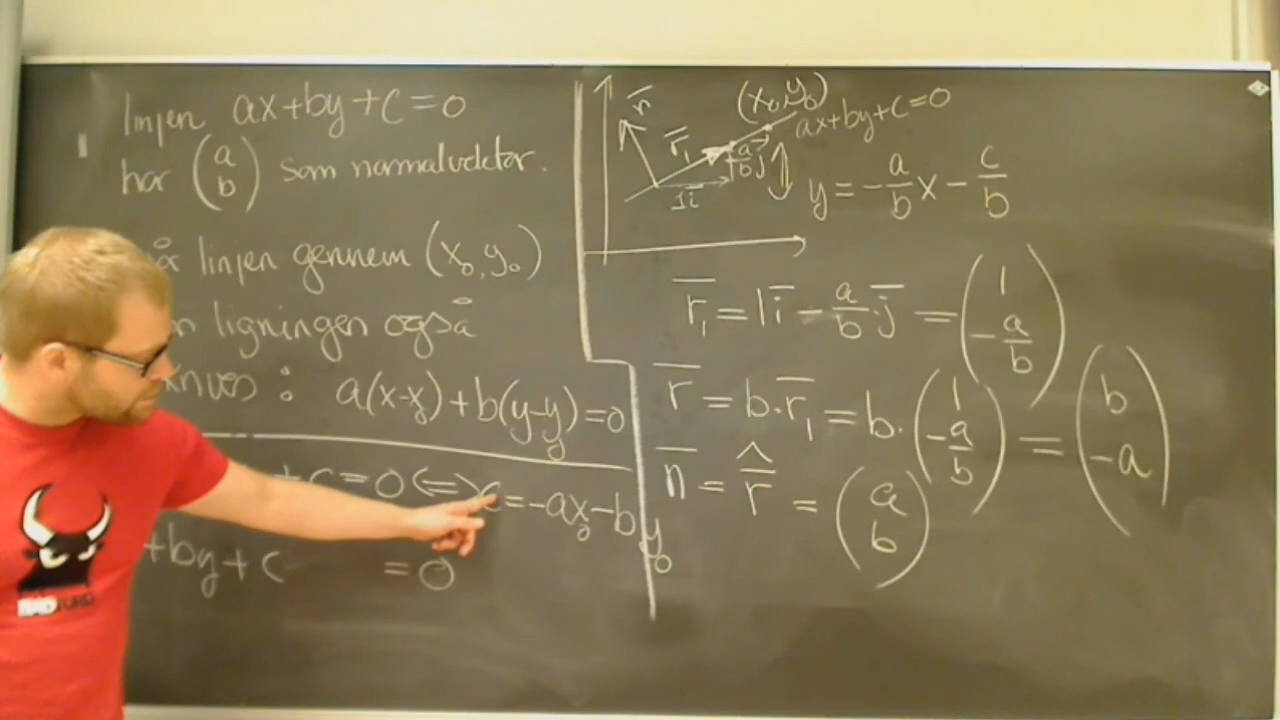 linjen ax+by+c=0
har (a b) som normalvektor.
linjen gennem (x₀,y₀)
ligningen også
: a(x-x₀)+b(y-y₀)=0
+c=0⇔c=-ax₀-by₀
+by+c =0
r̄
r̄₁
(x₀,y₀)
ax+by+c=0
-a/b j̄
1ī
y=-a/b x - c/b
r̄₁=1ī-a/b·j̄=(1 -a/b)
r̄=b·r̄₁=b·(1 -a/b)=(b -a)
n̄=r̄̂=(a b)